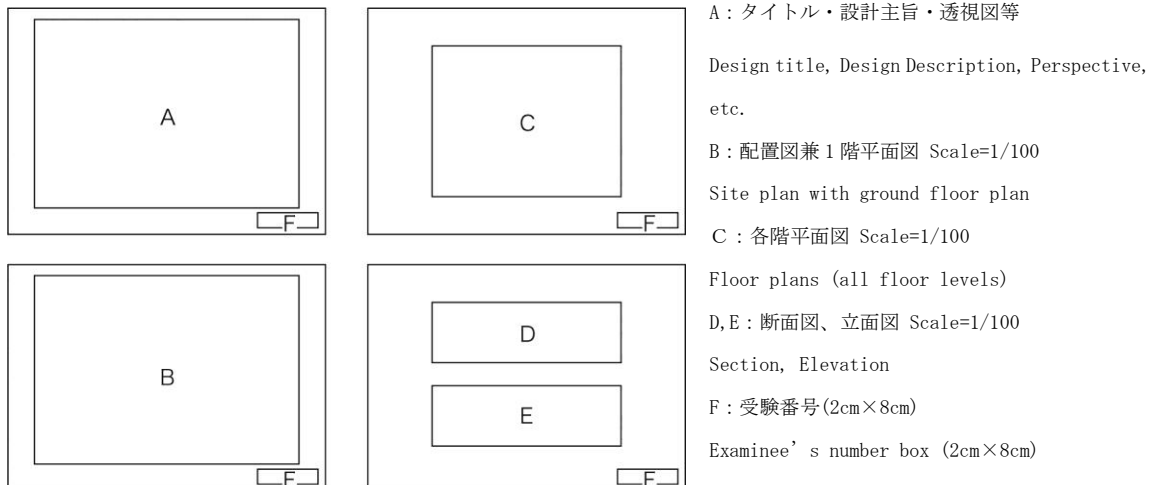 A
F
C
F
B
F
D
E
F
A：タイトル・設計主旨・透視図等
Design title, Design Description, Perspective,
etc.
B：配置図兼１階平面図 Scale=1/100
Site plan with ground floor plan
C：各階平面図 Scale=1/100
Floor plans (all floor levels)
D,E：断面図、立面図 Scale=1/100
Section, Elevation
F：受験番号(2cm×8cm)
Examinee’s number box (2cm×8cm)